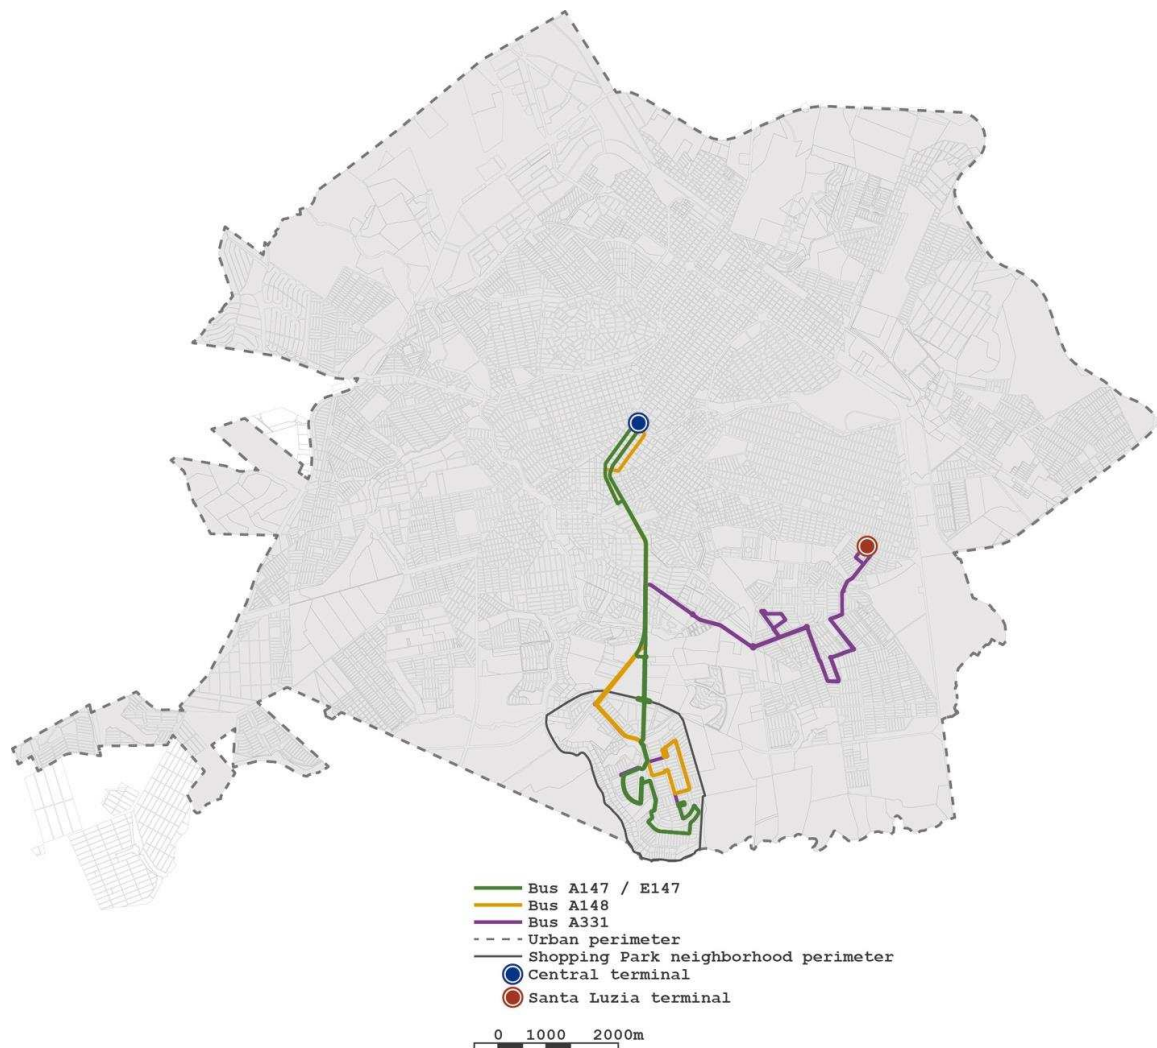 Bus A147 / E147
Bus A148
Bus A331
Urban perimeter
Shopping Park neighborhood perimeter
Central terminal
Santa Luzia terminal
0 1000 2000m